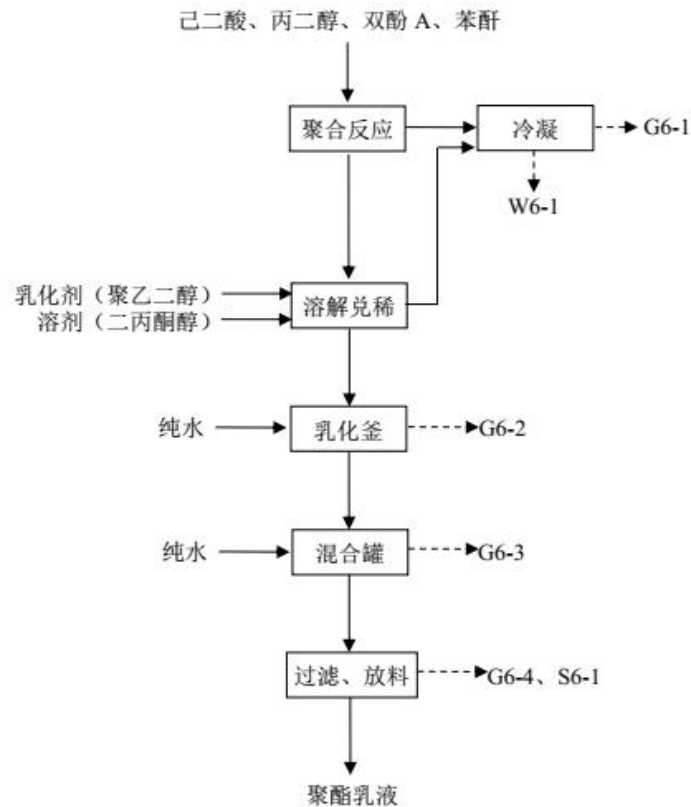 己二酸、丙二醇、双酚 A、苯酐
聚合反应
冷凝
G6-1
W6-1
乳化剂（聚乙二醇）
溶剂（二丙酮醇）
溶解兑稀
纯水
乳化釜
G6-2
纯水
混合罐
G6-3
过滤、放料
G6-4、S6-1
聚酯乳液